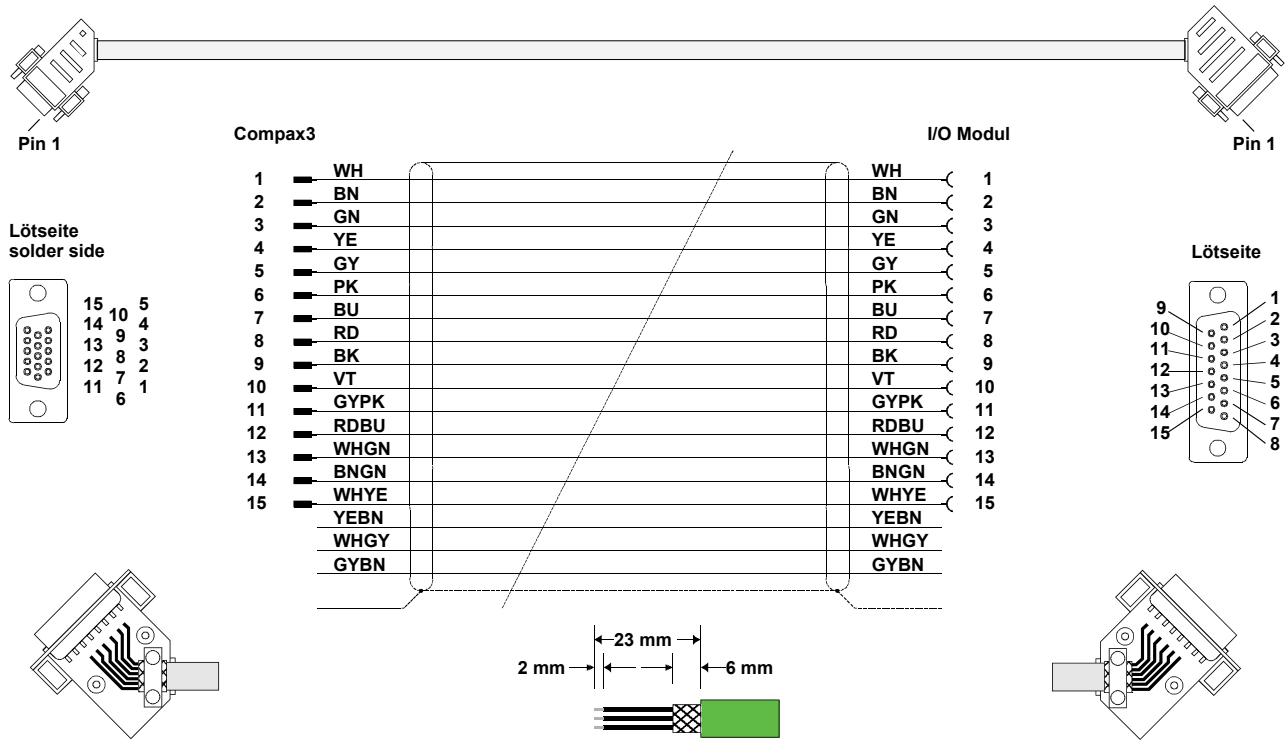 Pin 1
Pin 1
Compax3
I/O Modul
1 WH WH 1
2 BN BN 2
3 GN GN 3
4 YE YE 4
5 GY GY 5
6 PK PK 6
7 BU BU 7
8 RD RD 8
9 BK BK 9
10 VT VT 10
11 GYPK GYPK 11
12 RDBU RDBU 12
13 WHGN WHGN 13
14 BNGN BNGN 14
15 WHYE WHYE 15
YEBN YEBN
WHGY WHGY
GYBN GYBN
Lötseite
solder side
15 5
10
14 4
9
13 3
8
12 2
7
11 1
6
Lötseite
1
9
2
10
3
11
4
12
5
13
6
14
7
15
8
23 mm
2 mm
6 mm